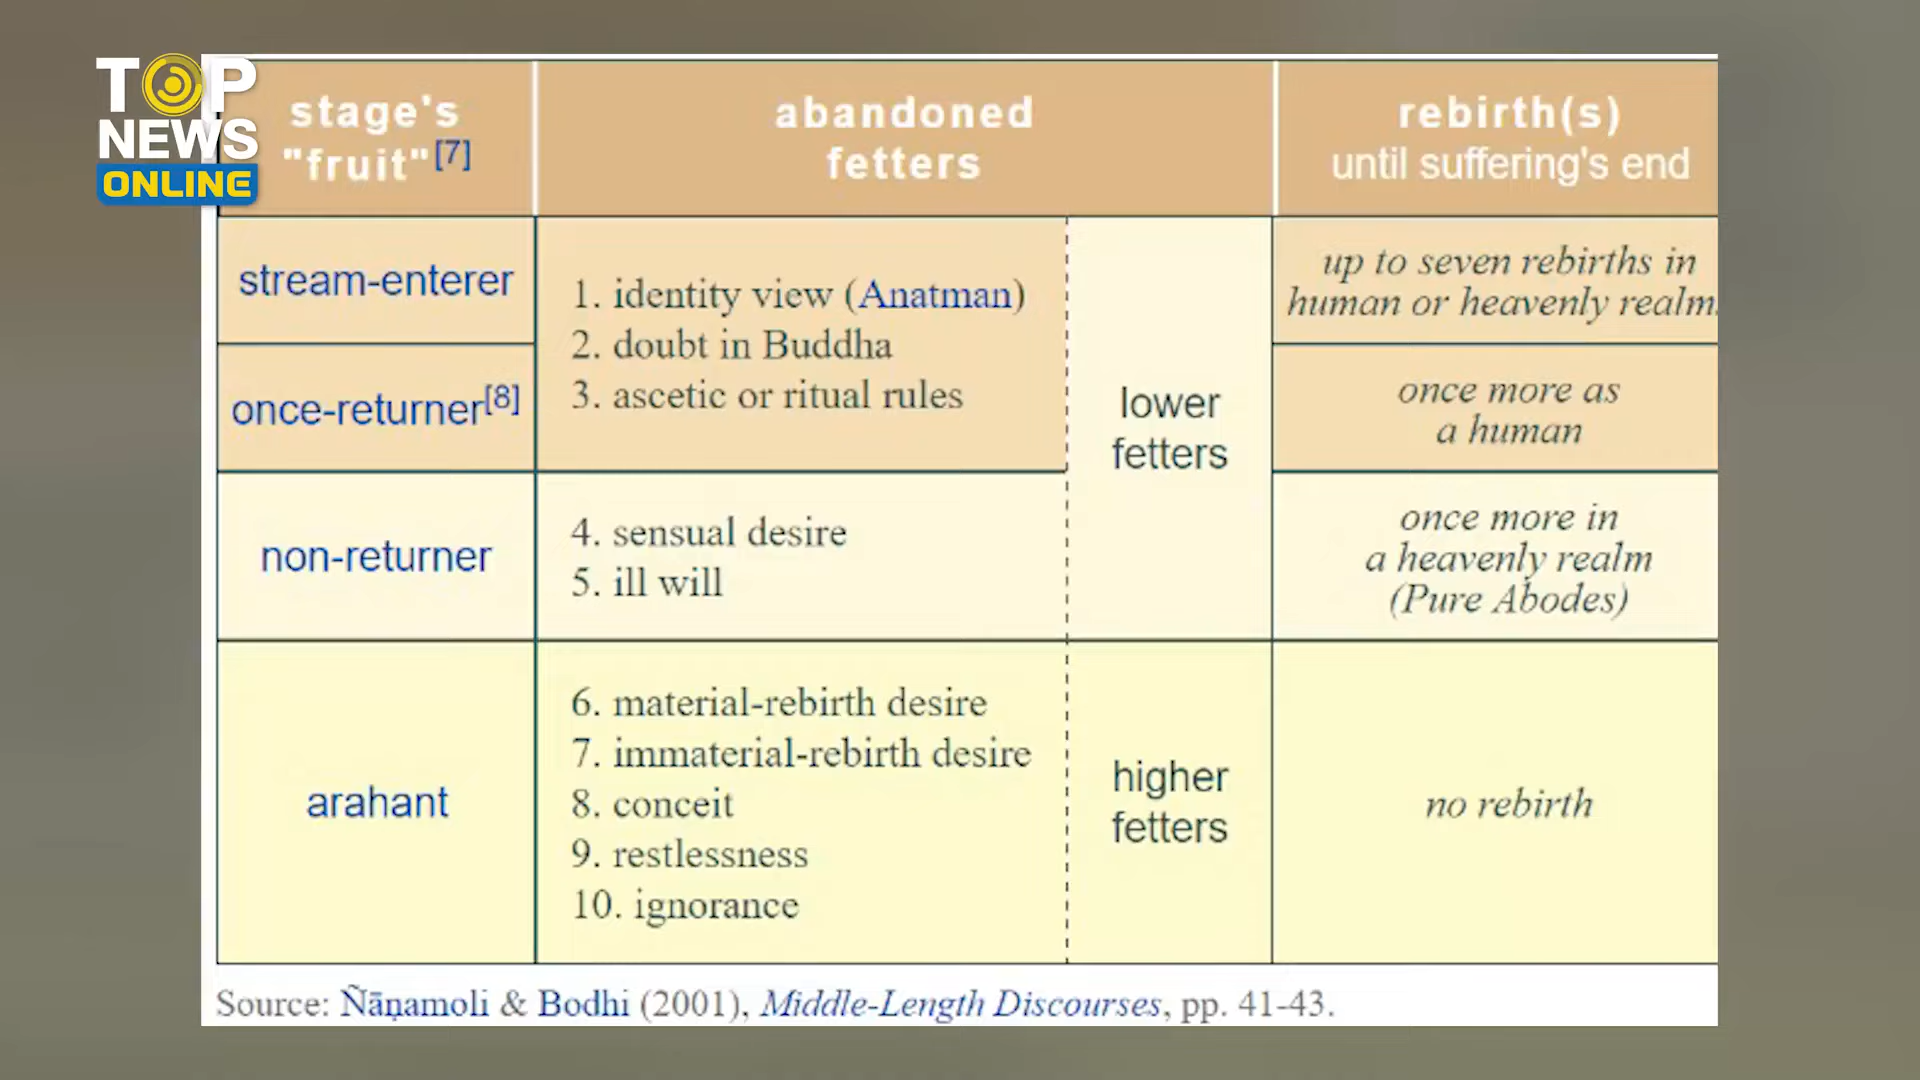 TOP
NEWS
ONLINE
stage's
"fruit"[7]
abandoned
fetters
rebirth(s)
until suffering's end
stream-enterer
once-returner[8]
1. identity view (Anatman)
2. doubt in Buddha
3. ascetic or ritual rules
lower
fetters
up to seven rebirths in
human or heavenly realm
once more as
a human
non-returner
4. sensual desire
5. ill will
once more in
a heavenly realm
(Pure Abodes)
arahant
6. material-rebirth desire
7. immaterial-rebirth desire
8. conceit
9. restlessness
10. ignorance
higher
fetters
no rebirth
Source: Ñāṇamoli & Bodhi (2001), Middle-Length Discourses, pp. 41-43.